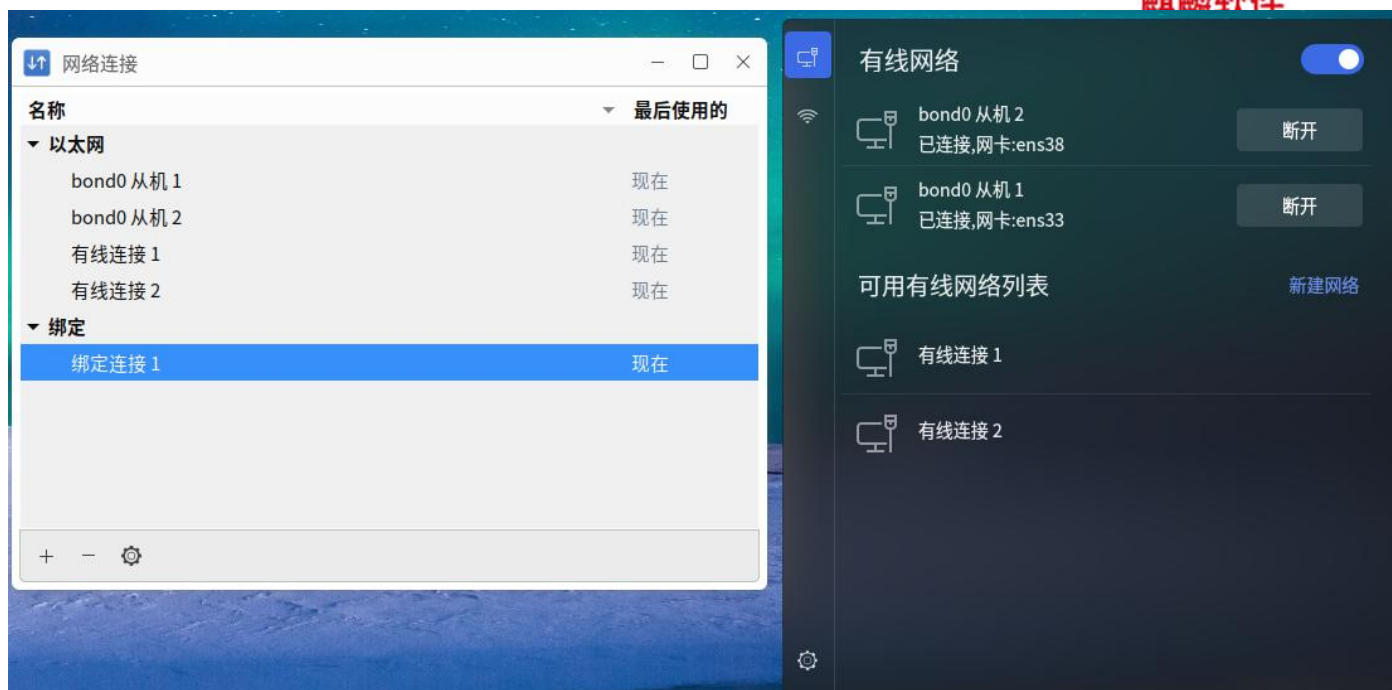 麒麟软件
网络连接
名称 最后使用的
以太网
bond0 从机 1 现在
bond0 从机 2 现在
有线连接 1 现在
有线连接 2 现在
绑定
绑定连接 1 现在
有线网络
bond0 从机 2
已连接,网卡:ens38
断开
bond0 从机 1
已连接,网卡:ens33
断开
可用有线网络列表 新建网络
有线连接 1
有线连接 2